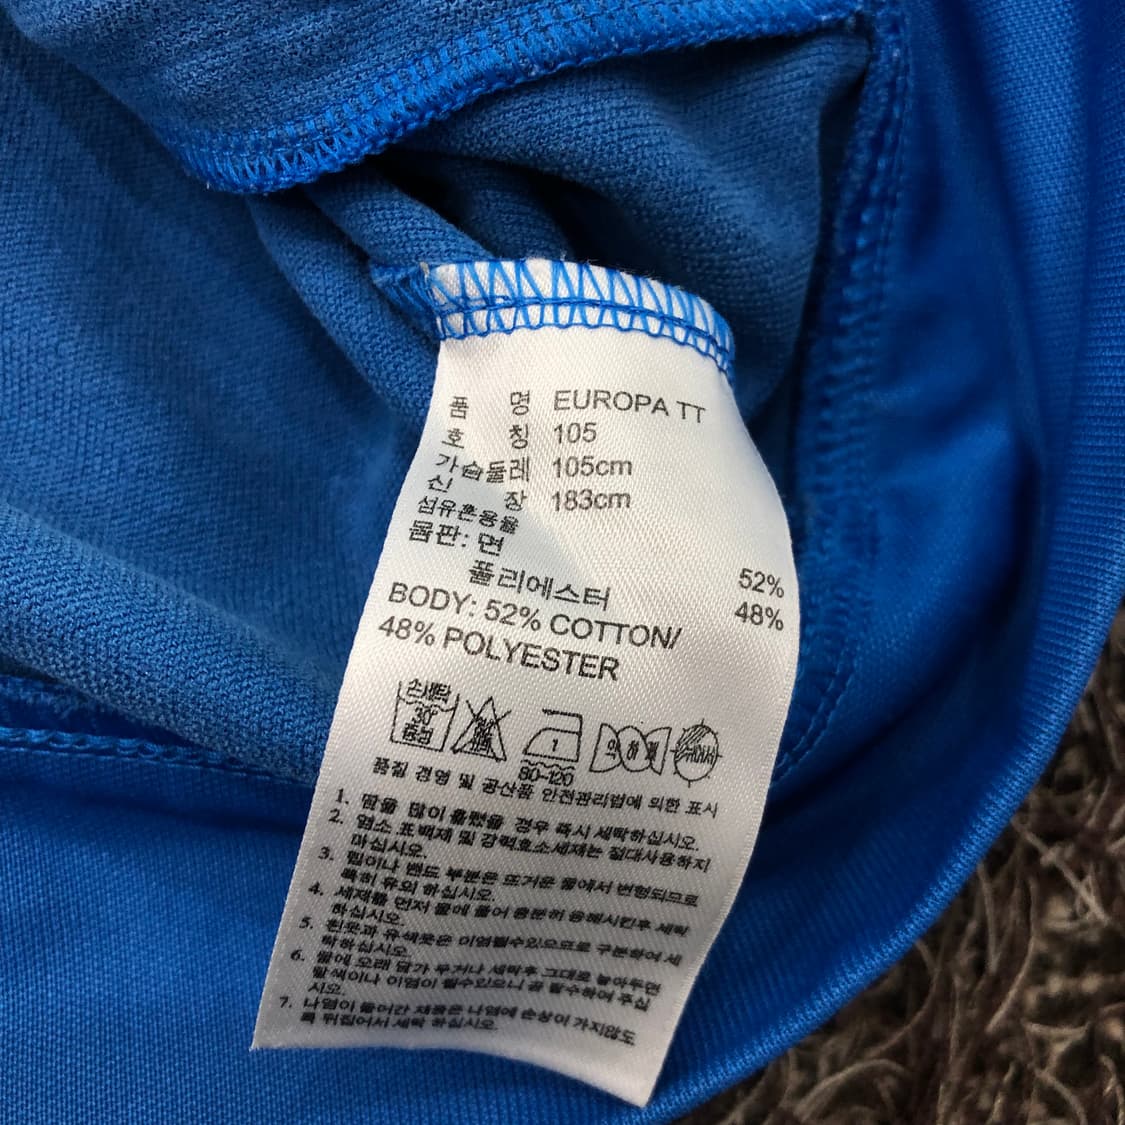 품 명 EUROPA TT
호 칭 105
가슴둘레 105cm
신 장 183cm
섬유혼용율
몸판: 면 52%
폴리에스터 48%
BODY: 52% COTTON/
48% POLYESTER
손세탁
30°
중성
1
80-120
약하게
품질 경영 및 공산품 안전관리법에 의한 표시
1. 땀을 많이 흘렸을 경우 즉시 세탁하십시오.
2. 염소 표백제 및 강력효소세제는 절대사용하지
마십시오.
3. 립이나 밴드 부분은 뜨거운 물에서 변형되므로
특히 유의 하십시오.
4. 세제를 먼저 물에 풀어 충분히 용해시킨후 세탁
하십시오.
5. 흰옷과 유색옷은 이염될수있으므로 구분하여 세
탁하십시오.
6. 물에 오래 담가 두거나 세탁후 그대로 놓아두면
탈색이나 이염이 될수있으니 곧 탈수하여 주십
시오.
7. 나염이 들어간 제품은 나염에 손상이 가지않도
록 뒤집어서 세탁 하십시오.